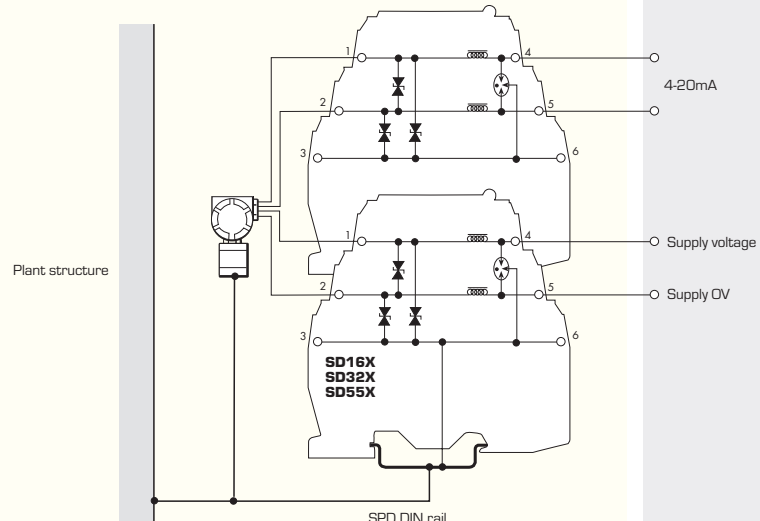 1
4
4-20mA
2
5
3
6
1
4
Supply voltage
Plant structure
2
5
Supply 0V
3
6
SD16X
SD32X
SD55X
SPD DIN rail